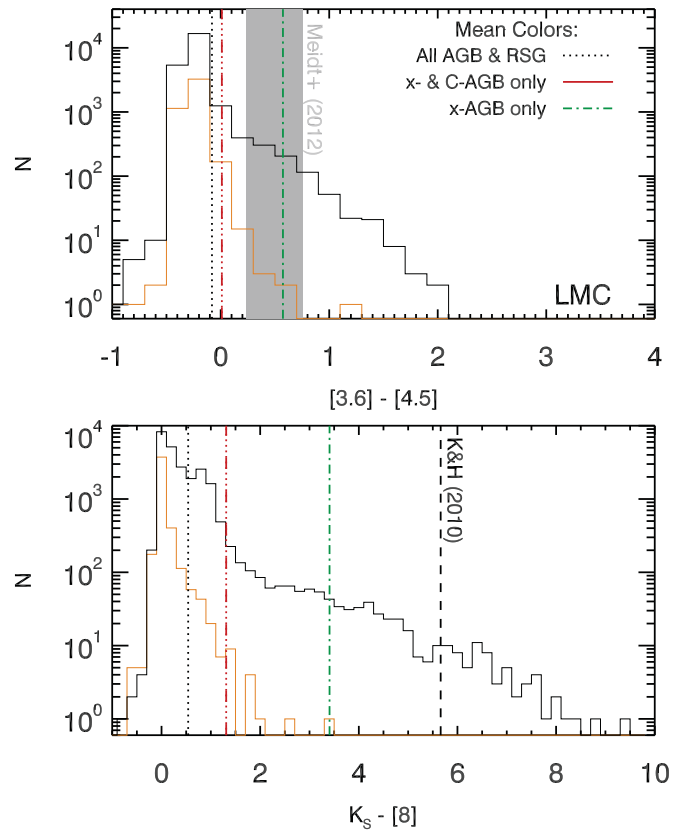 Mean Colors:
All AGB & RSG
x- & C-AGB only
x-AGB only
Meidt+ (2012)
N
10^4
10^3
10^2
10^1
10^0
LMC
-1 0 1 2 3 4
[3.6] - [4.5]
K&H (2010)
N
10^4
10^3
10^2
10^1
10^0
0 2 4 6 8 10
K_S - [8]